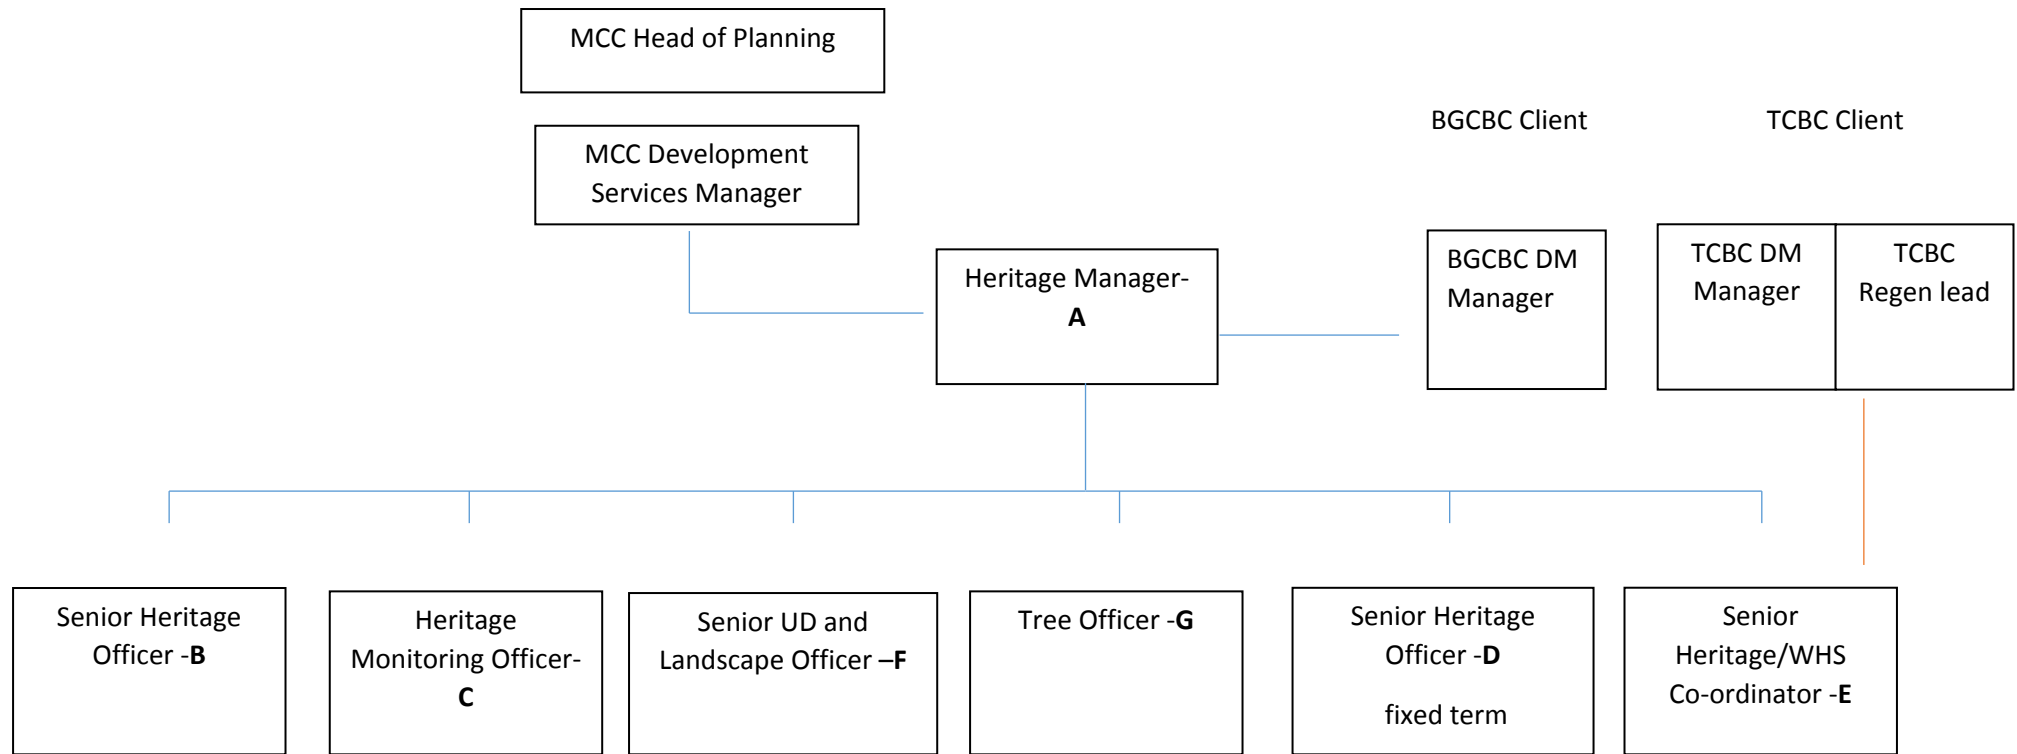 MCC Head of Planning
BGCBC Client
TCBC Client
MCC Development
Services Manager
Heritage Manager-
A
BGCBC DM
Manager
TCBC DM
Manager
TCBC
Regen lead
Senior Heritage
Officer -B
Heritage
Monitoring Officer-
C
Senior UD and
Landscape Officer –F
Tree Officer -G
Senior Heritage
Officer -D
fixed term
Senior
Heritage/WHS
Co-ordinator -E